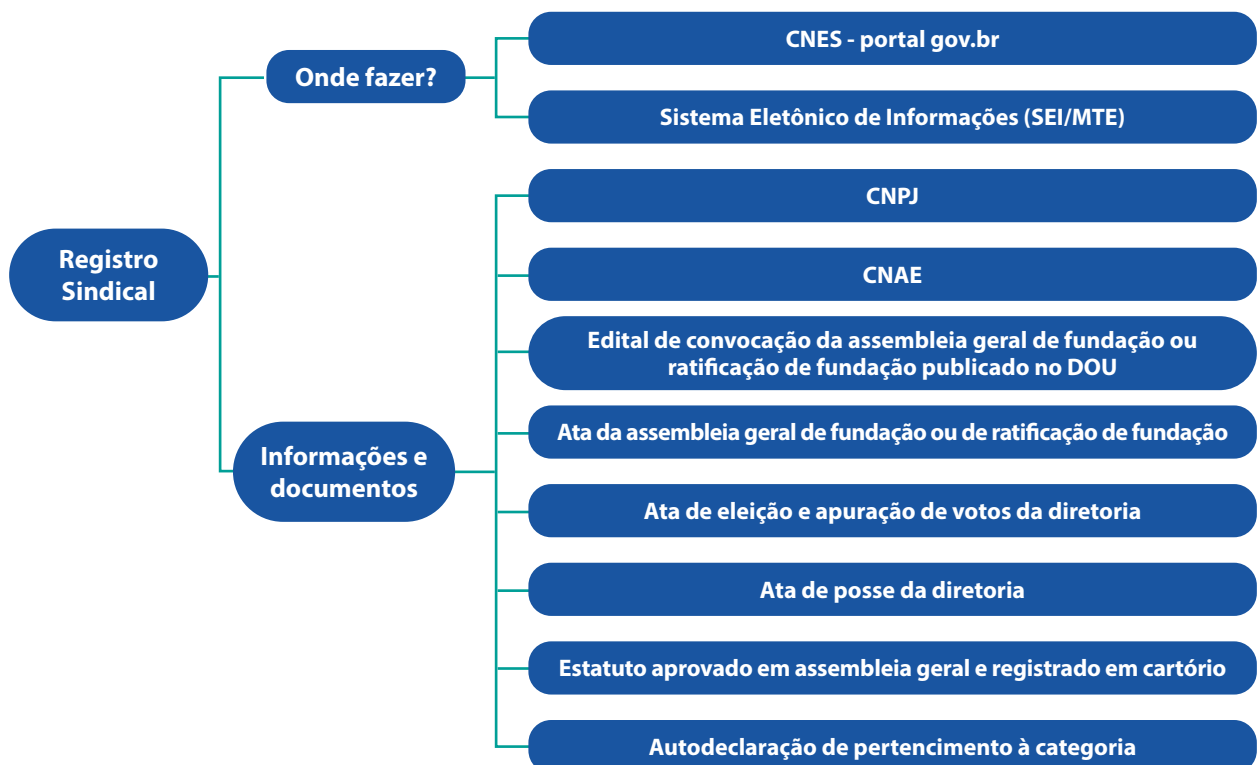 Registro
Sindical
Onde fazer?
CNES - portal gov.br
Sistema Eletônico de Informações (SEI/MTE)
Informações e
documentos
CNPJ
CNAE
Edital de convocação da assembleia geral de fundação ou
ratificação de fundação publicado no DOU
Ata da assembleia geral de fundação ou de ratificação de fundação
Ata de eleição e apuração de votos da diretoria
Ata de posse da diretoria
Estatuto aprovado em assembleia geral e registrado em cartório
Autodeclaração de pertencimento à categoria